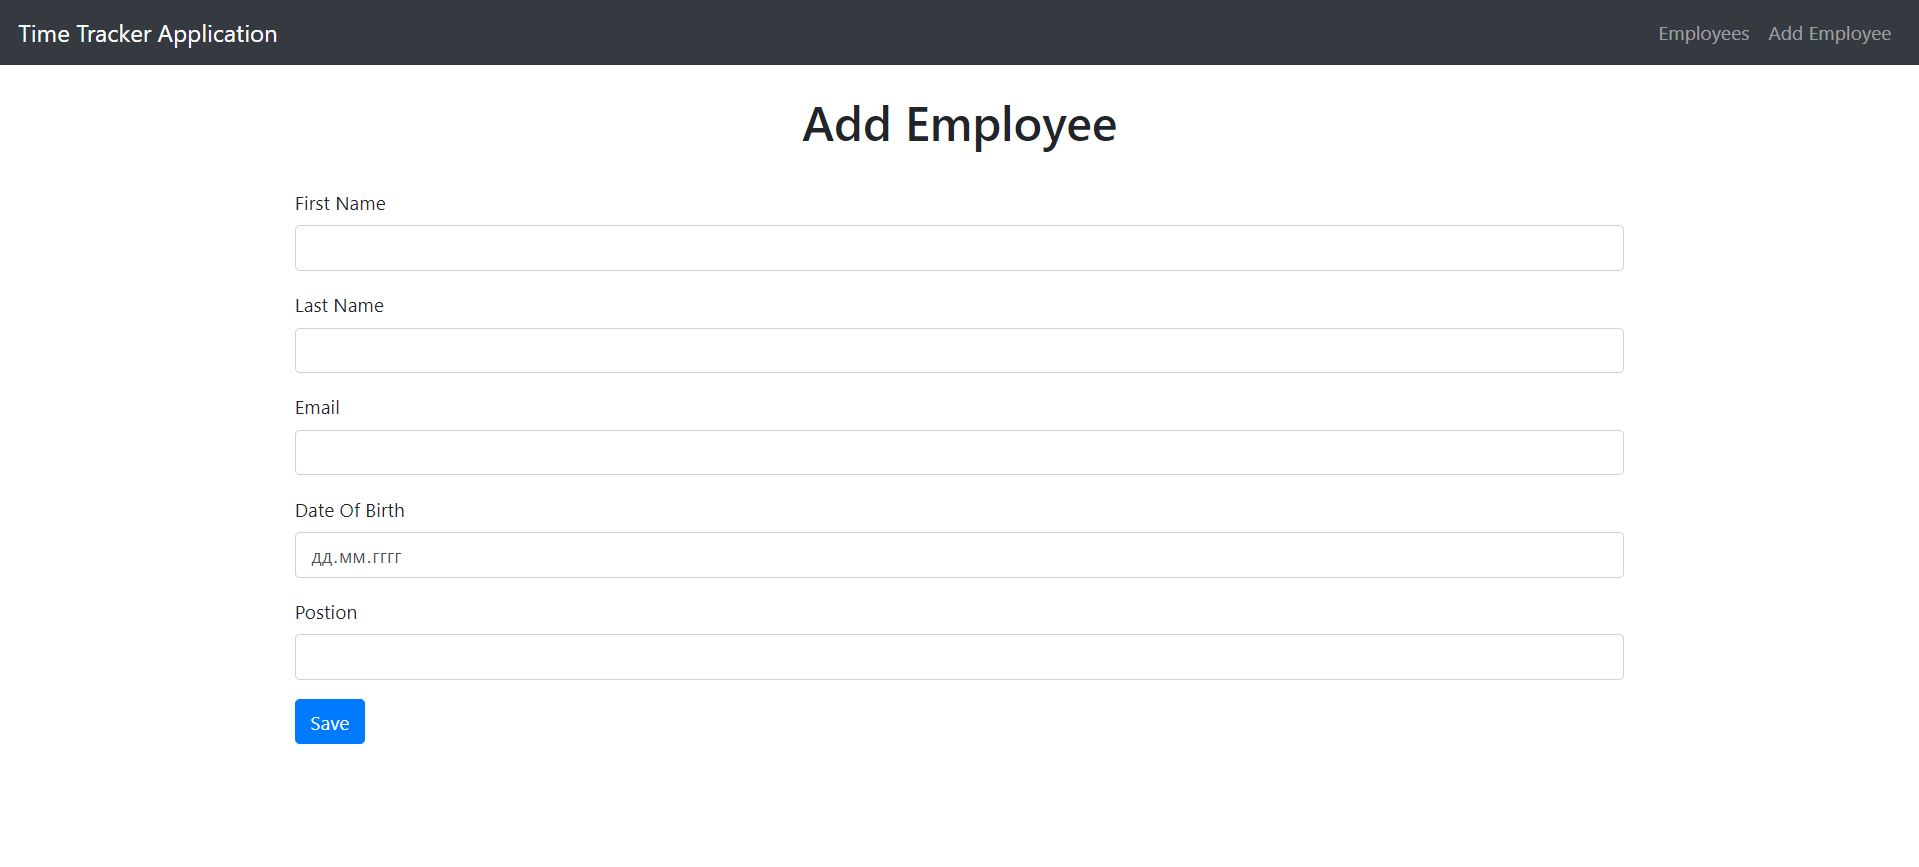 Time Tracker Application
Employees
Add Employee
Add Employee
First Name
Last Name
Email
Date Of Birth
дд.мм.гггг
Postion
Save